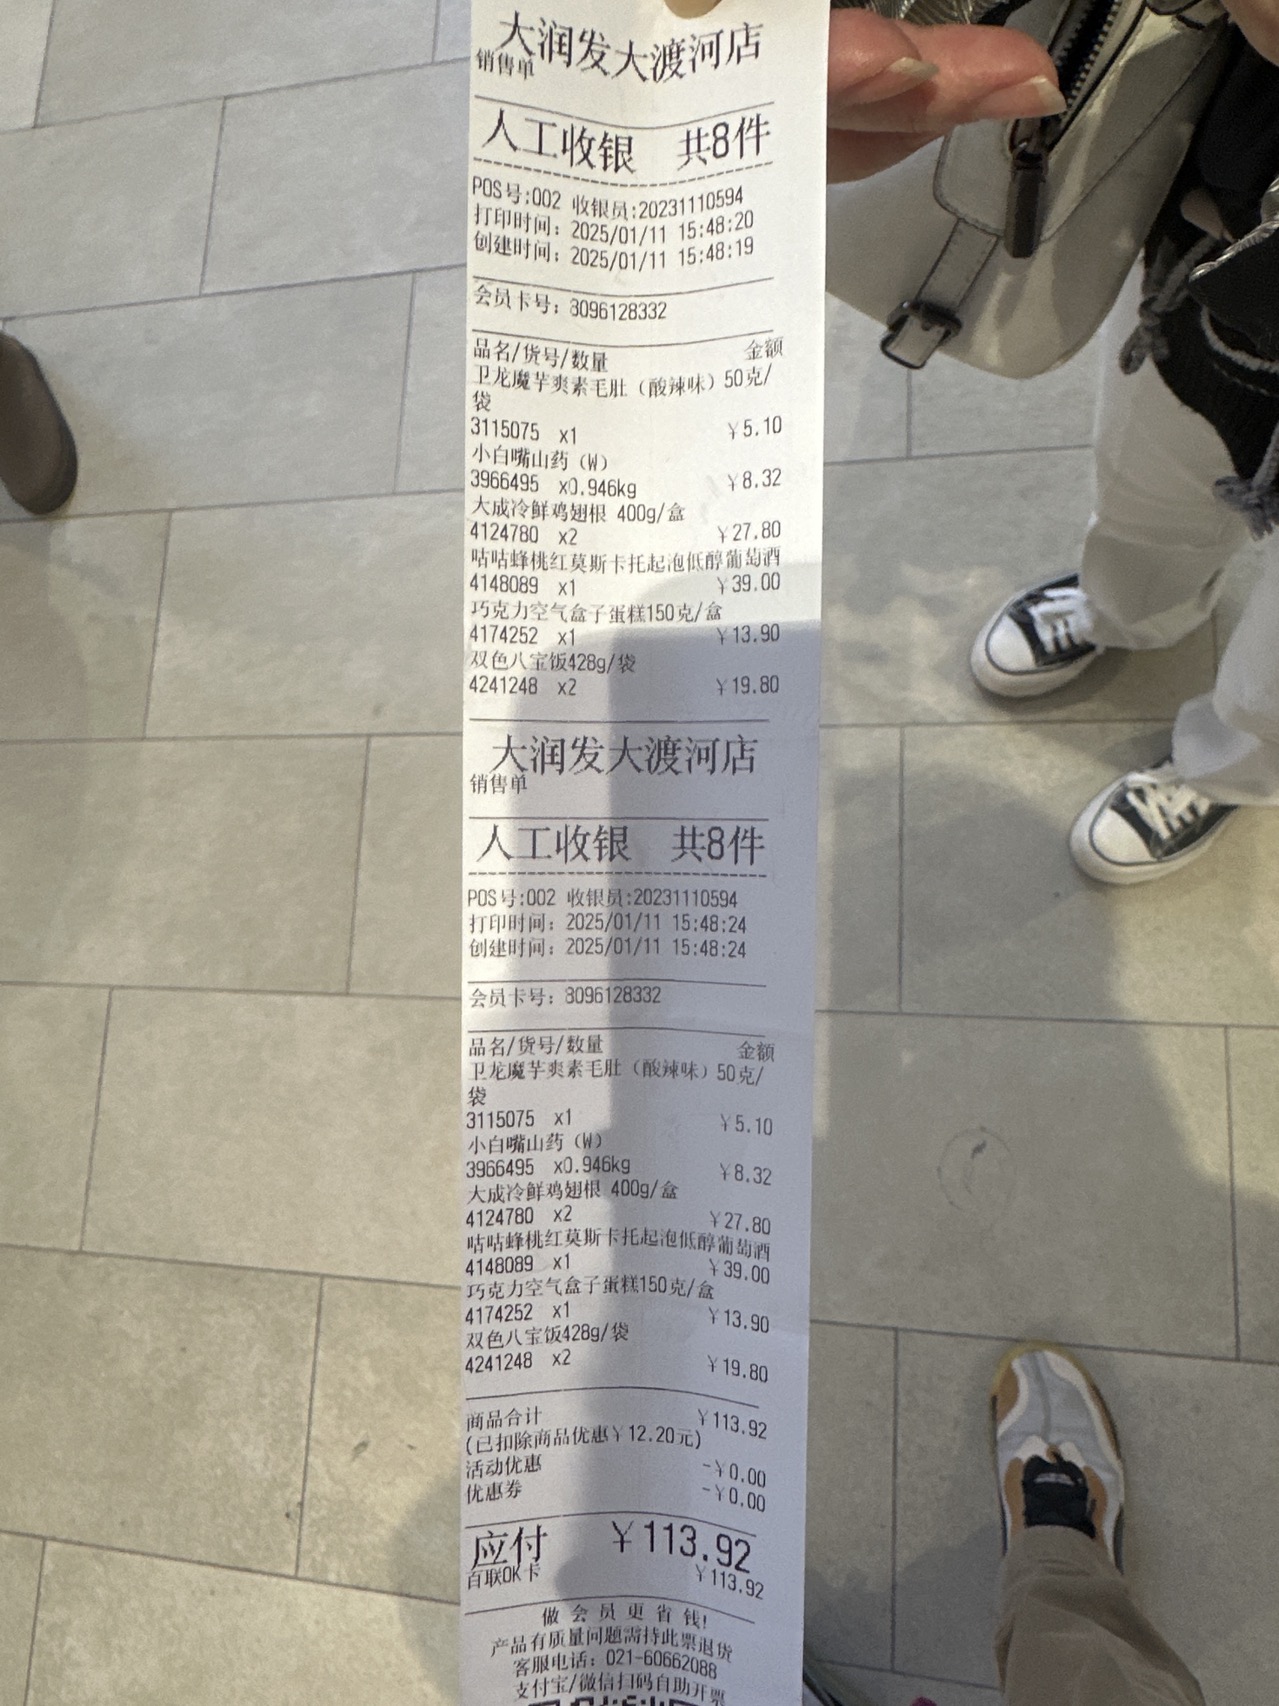 大润发大渡河店
销售单
人工收银 共8件
POS号:002 收银员:20231110594
打印时间：2025/01/11 15:48:20
创建时间：2025/01/11 15:48:19
会员卡号：8096128332
品名/货号/数量 金额
卫龙魔芋爽素毛肚（酸辣味）50克/
袋
3115075 x1 ￥5.10
小白嘴山药（W）
3966495 x0.946kg ￥8.32
大成冷鲜鸡翅根 400g/盒
4124780 x2 ￥27.80
咕咕蜂桃红莫斯卡托起泡低醇葡萄酒
4148089 x1 ￥39.00
巧克力空气盒子蛋糕150克/盒
4174252 x1 ￥13.90
双色八宝饭428g/袋
4241248 x2 ￥19.80
大润发大渡河店
销售单
人工收银 共8件
POS号:002 收银员:20231110594
打印时间：2025/01/11 15:48:24
创建时间：2025/01/11 15:48:24
会员卡号：8096128332
品名/货号/数量 金额
卫龙魔芋爽素毛肚（酸辣味）50克/
袋
3115075 x1 ￥5.10
小白嘴山药（W）
3966495 x0.946kg ￥8.32
大成冷鲜鸡翅根 400g/盒
4124780 x2 ￥27.80
咕咕蜂桃红莫斯卡托起泡低醇葡萄酒
4148089 x1 ￥39.00
巧克力空气盒子蛋糕150克/盒
4174252 x1 ￥13.90
双色八宝饭428g/袋
4241248 x2 ￥19.80
商品合计 ￥113.92
(已扣除商品优惠￥12.20元)
活动优惠 -￥0.00
优惠券 -￥0.00
应付 ￥113.92
百联OK卡 ￥113.92
做会员更省钱!
产品有质量问题需持此票退货
客服电话：021-60662088
支付宝/微信扫码自助开票